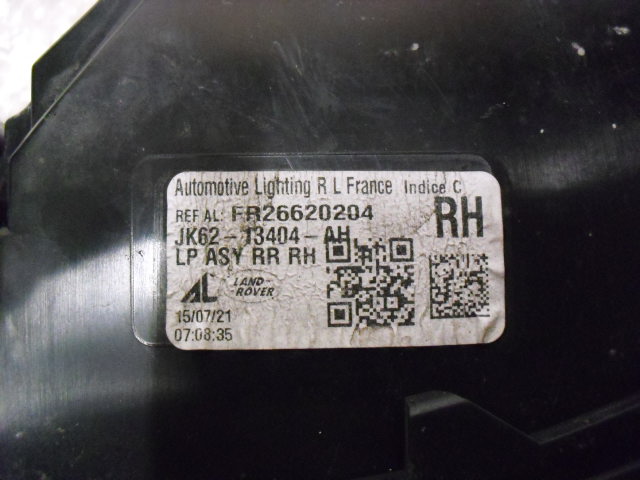 Automotive Lighting R L France Indice C
REF AL: FR26620204
RH
JK62-13404-AH
LP ASY RR RH
AL LAND ROVER
15/07/21
07:08:35